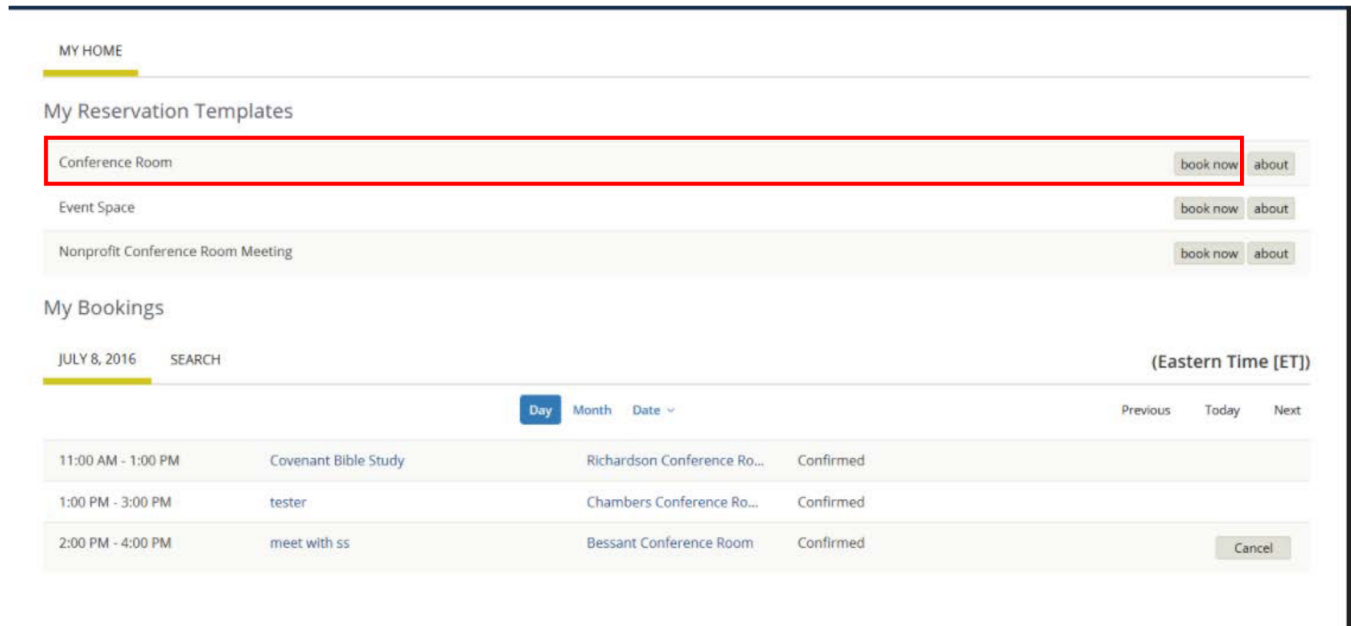 MY HOME
My Reservation Templates
Conference Room book now about
Event Space book now about
Nonprofit Conference Room Meeting book now about
My Bookings
JULY 8, 2016 SEARCH (Eastern Time [ET])
Day Month Date Previous Today Next
11:00 AM - 1:00 PM Covenant Bible Study Richardson Conference Ro... Confirmed
1:00 PM - 3:00 PM tester Chambers Conference Ro... Confirmed
2:00 PM - 4:00 PM meet with ss Bessant Conference Room Confirmed Cancel